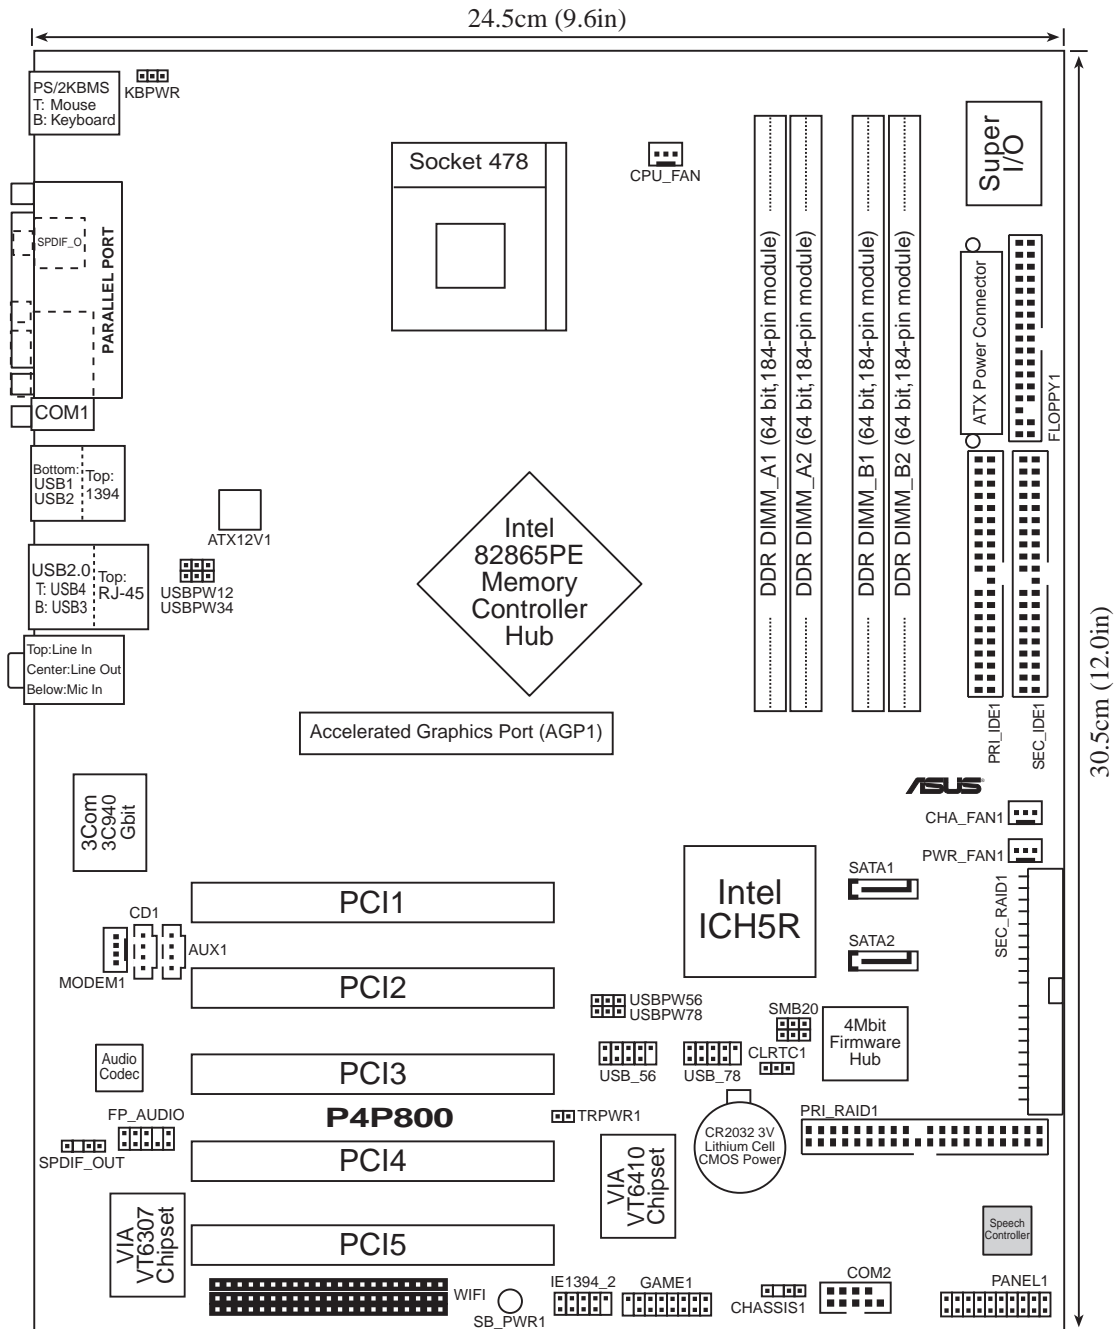 24.5cm (9.6in)
PS/2KBMS
T: Mouse
B: Keyboard
KBPWR
Socket 478
CPU_FAN
Super
I/O
SPDIF_O
PARALLEL PORT
COM1
DDR DIMM_A1 (64 bit,184-pin module)
DDR DIMM_A2 (64 bit,184-pin module)
DDR DIMM_B1 (64 bit,184-pin module)
DDR DIMM_B2 (64 bit,184-pin module)
ATX Power Connector
FLOPPY1
Bottom:
USB1
USB2
Top:
1394
ATX12V1
USB2.0
T: USB4
B: USB3
Top:
RJ-45
USBPW12
USBPW34
Intel
82865PE
Memory
Controller
Hub
Top:Line In
Center:Line Out
Below:Mic In
Accelerated Graphics Port (AGP1)
PRI_IDE1
SEC_IDE1
30.5cm (12.0in)
ASUS
3Com
3C940
Gbit
CHA_FAN1
PWR_FAN1
Intel
ICH5R
SATA1
SATA2
SEC_RAID1
PCI1
CD1
AUX1
MODEM1
PCI2
USBPW56
USBPW78
SMB20
4Mbit
Firmware
Hub
Audio
Codec
PCI3
USB_56
USB_78
CLRTC1
FP_AUDIO
P4P800
TRPWR1
CR2032 3V
Lithium Cell
CMOS Power
PRI_RAID1
SPDIF_OUT
PCI4
VIA
VT6410
Chipset
VIA
VT6307
Chipset
PCI5
Speech
Controller
WIFI
SB_PWR1
IE1394_2
GAME1
CHASSIS1
COM2
PANEL1